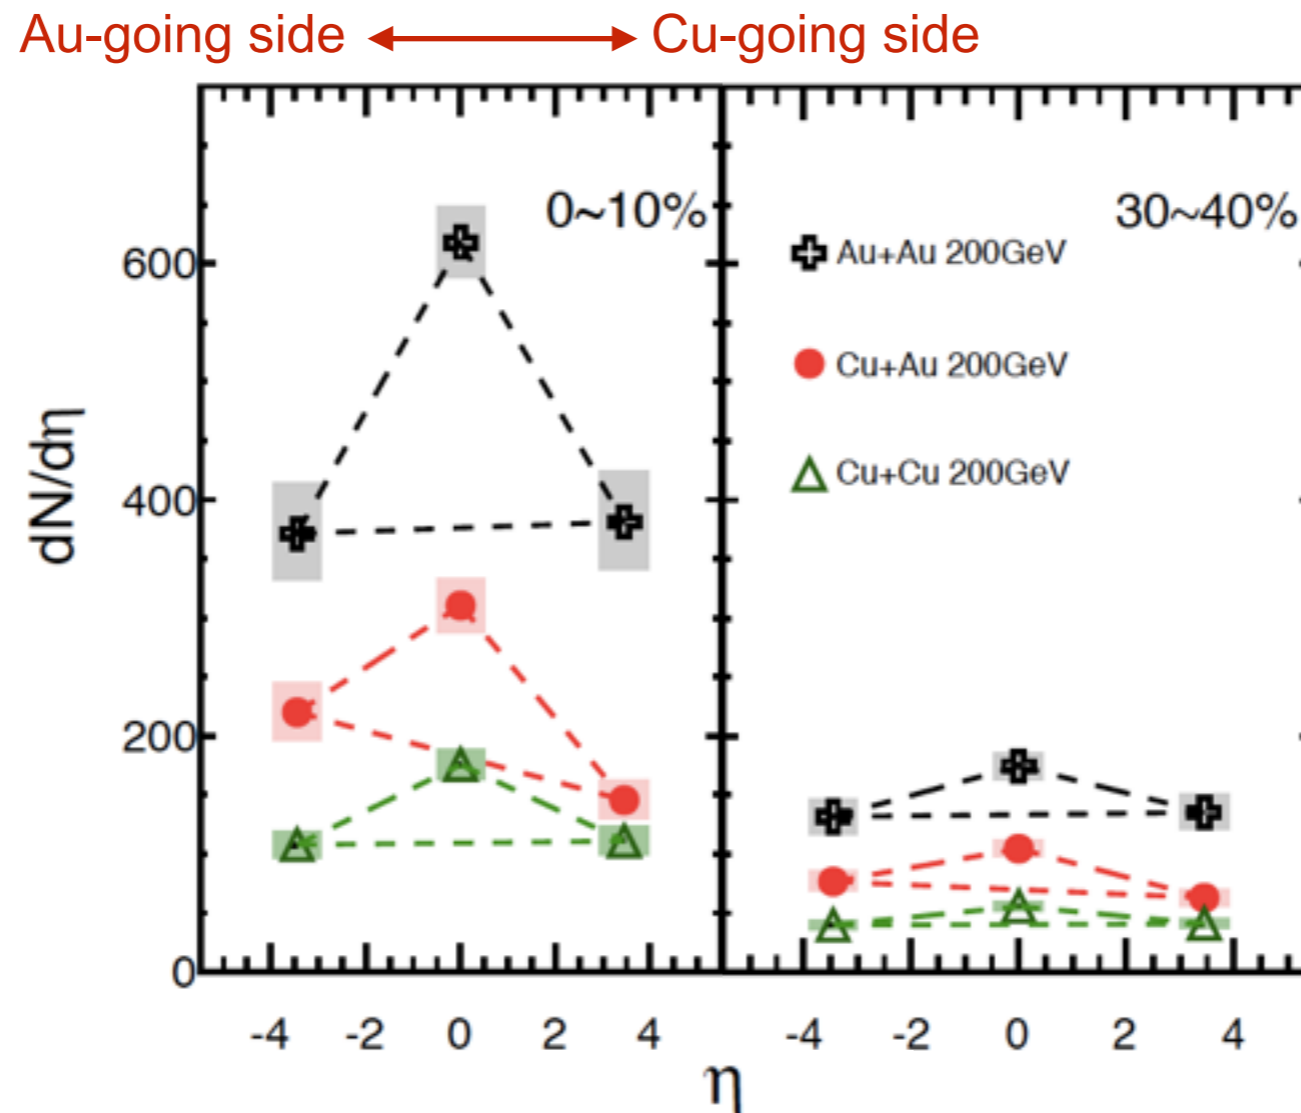 Au-going side Cu-going side
0~10% 30~40%
600
400
200
0
dN/dη
Au+Au 200GeV
Cu+Au 200GeV
Cu+Cu 200GeV
-4 -2 0 2 4 -4 -2 0 2 4
η